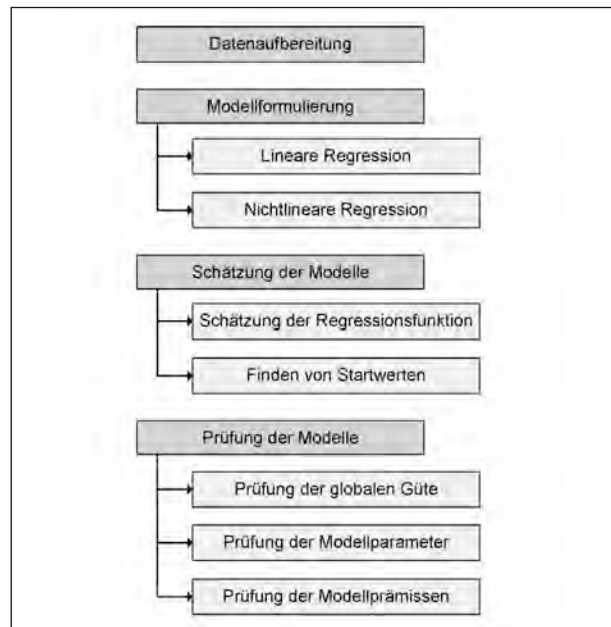 Datenaufbereitung
Modellformulierung
Lineare Regression
Nichtlineare Regression
Schätzung der Modelle
Schätzung der Regressionsfunktion
Finden von Startwerten
Prüfung der Modelle
Prüfung der globalen Güte
Prüfung der Modellparameter
Prüfung der Modellprämissen